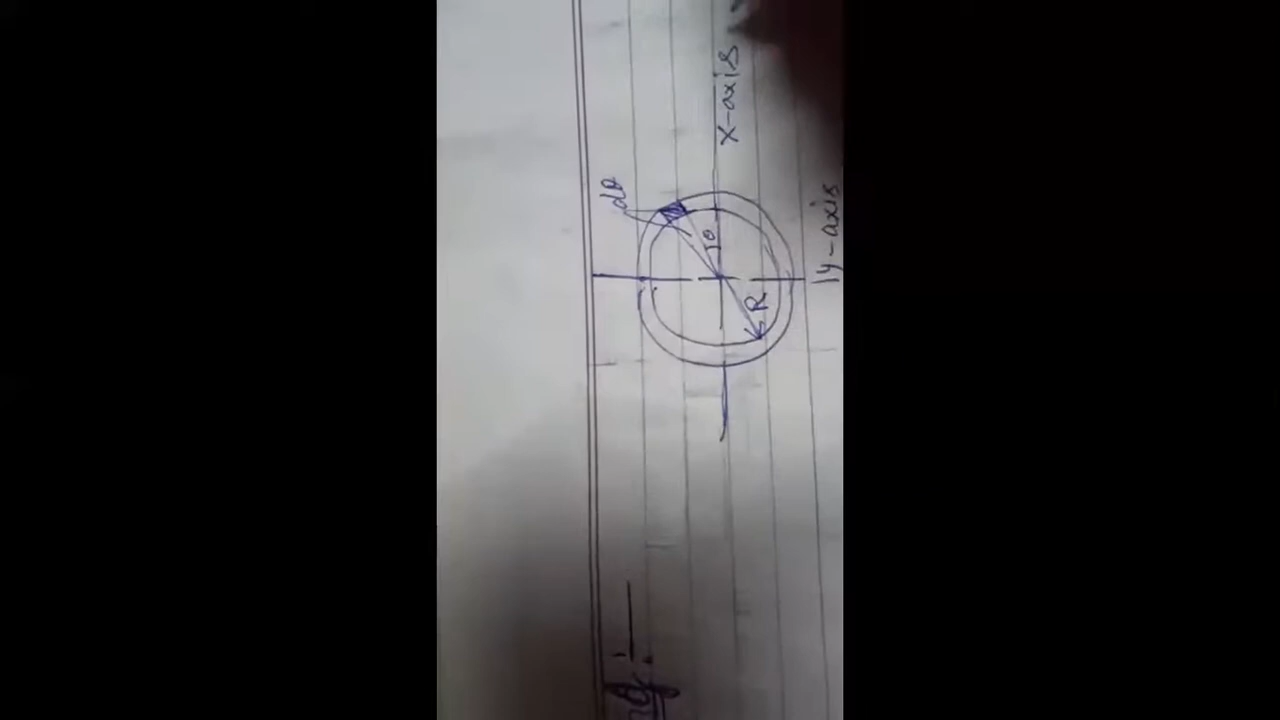 dθ
θ
R
x-axis
y-axis